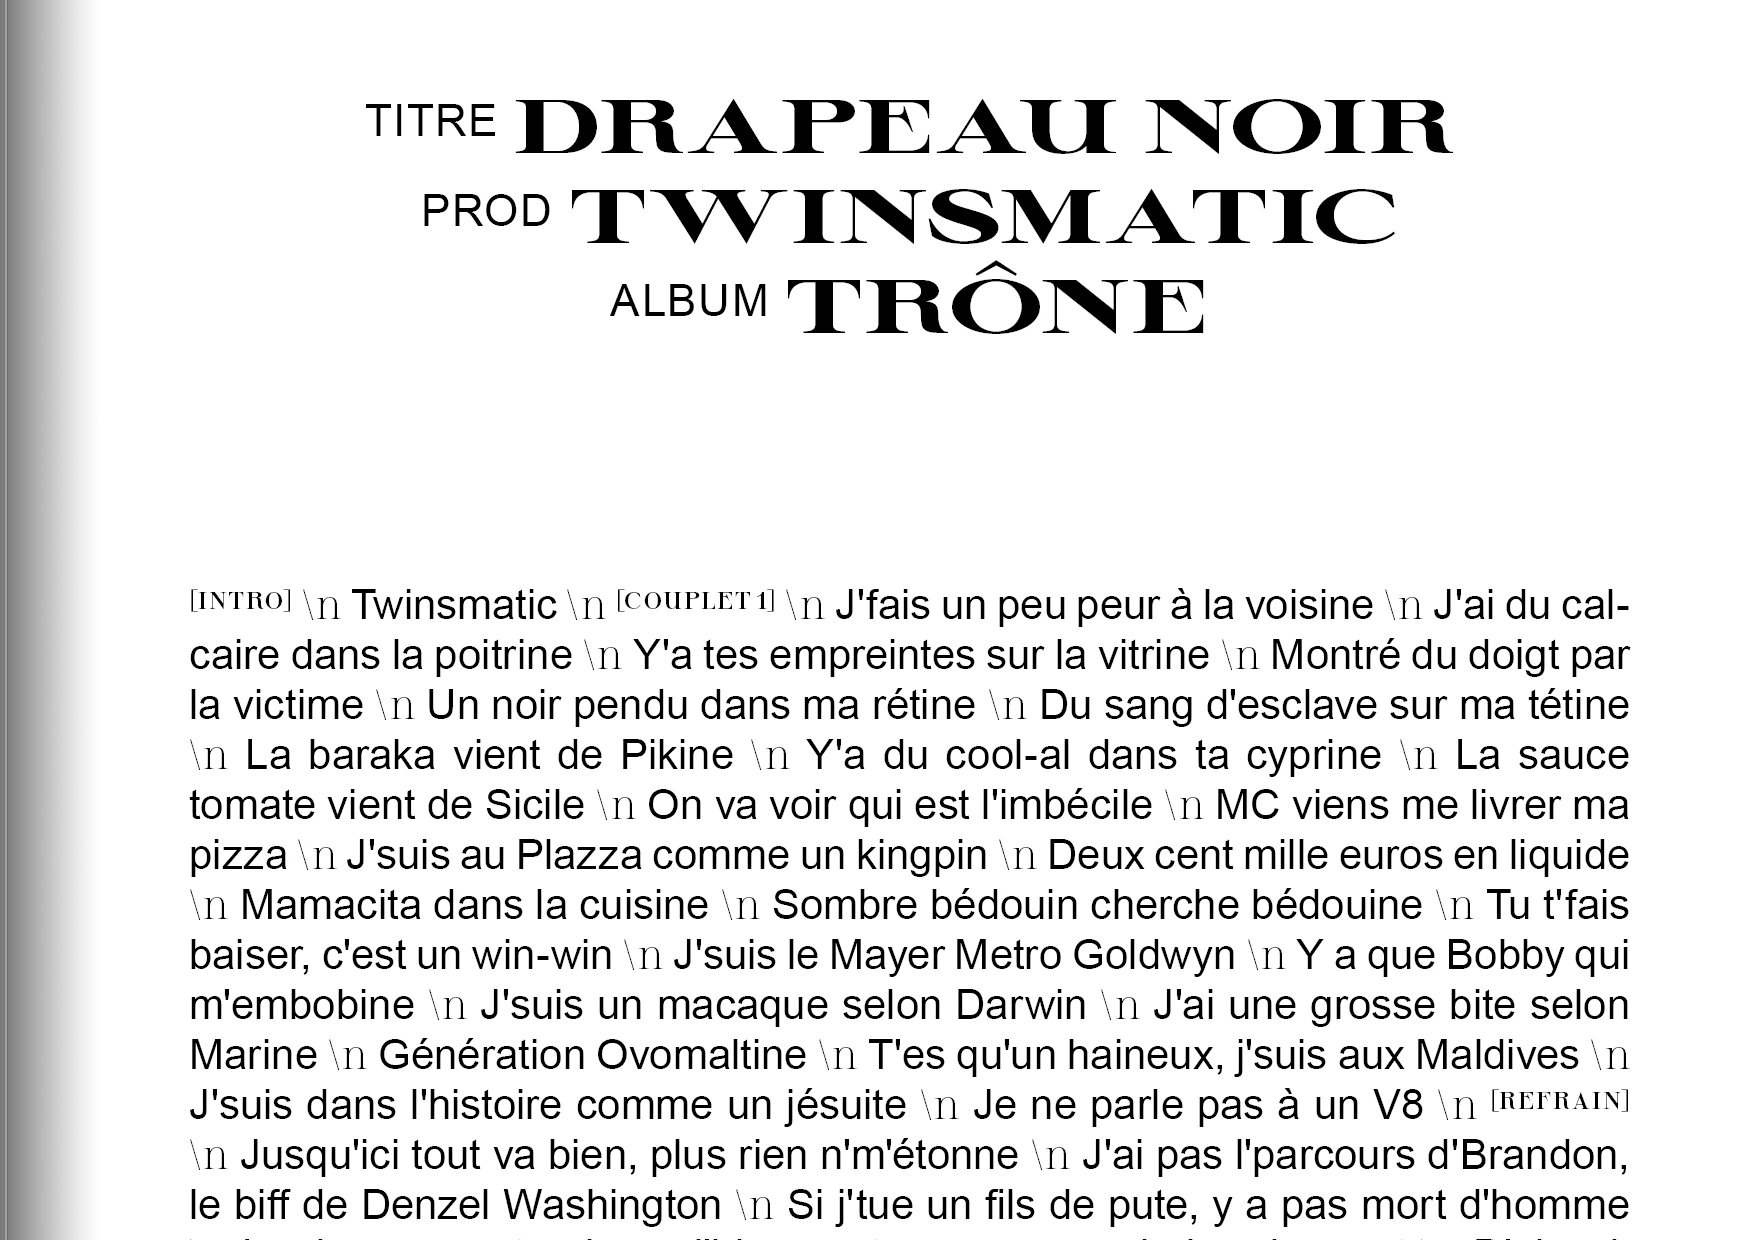 TITRE DRAPEAU NOIR
PROD TWINSMATIC
ALBUM TRÔNE
[INTRO] \n Twinsmatic \n [COUPLET 1] \n J'fais un peu peur à la voisine \n J'ai du cal-
caire dans la poitrine \n Y'a tes empreintes sur la vitrine \n Montré du doigt par
la victime \n Un noir pendu dans ma rétine \n Du sang d'esclave sur ma tétine
\n La baraka vient de Pikine \n Y'a du cool-al dans ta cyprine \n La sauce
tomate vient de Sicile \n On va voir qui est l'imbécile \n MC viens me livrer ma
pizza \n J'suis au Plazza comme un kingpin \n Deux cent mille euros en liquide
\n Mamacita dans la cuisine \n Sombre bédouin cherche bédouine \n Tu t'fais
baiser, c'est un win-win \n J'suis le Mayer Metro Goldwyn \n Y a que Bobby qui
m'embobine \n J'suis un macaque selon Darwin \n J'ai une grosse bite selon
Marine \n Génération Ovomaltine \n T'es qu'un haineux, j'suis aux Maldives \n
J'suis dans l'histoire comme un jésuite \n Je ne parle pas à un V8 \n [REFRAIN]
\n Jusqu'ici tout va bien, plus rien n'm'étonne \n J'ai pas l'parcours d'Brandon,
le biff de Denzel Washington \n Si j'tue un fils de pute, y a pas mort d'homme